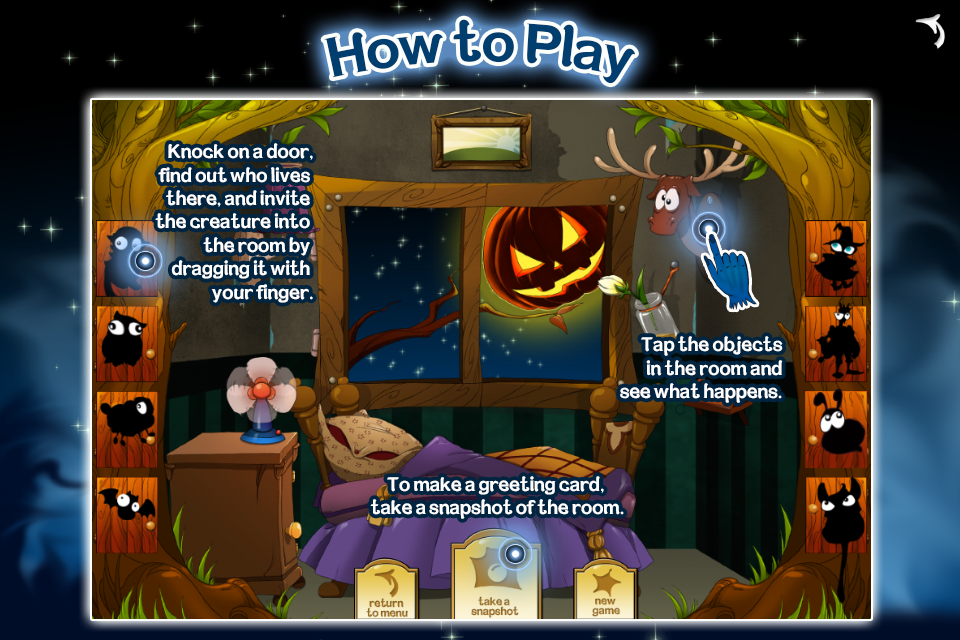 How to Play
Knock on a door,
find out who lives
there, and invite
the creature into
the room by
dragging it with
your finger.
Tap the objects
in the room and
see what happens.
To make a greeting card,
take a snapshot of the room.
return
to menu
take a
snapshot
new
game